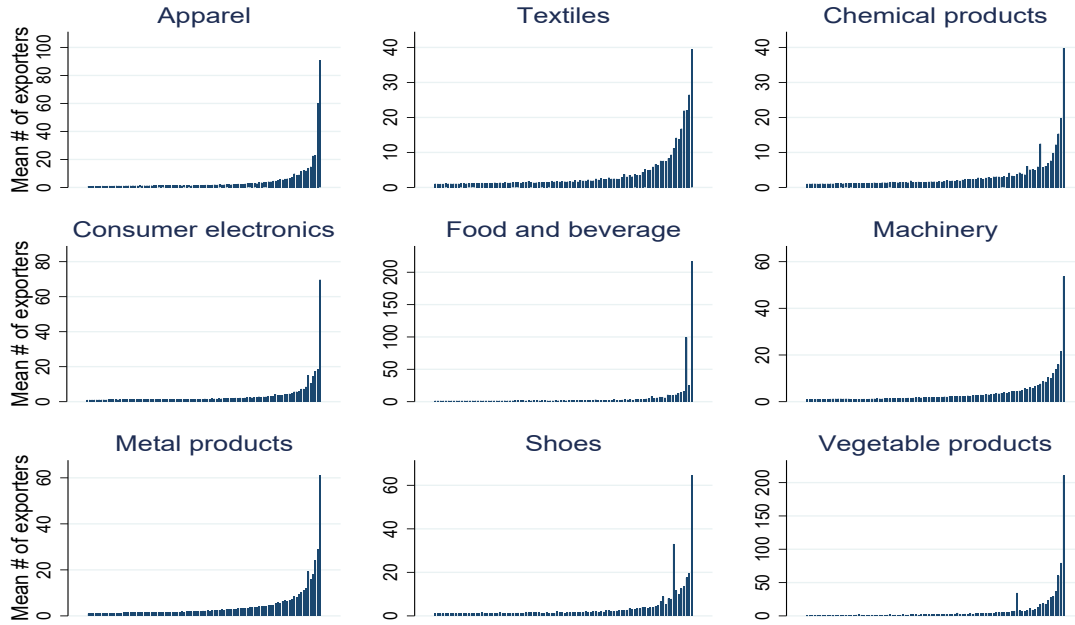 Apparel
Textiles
Chemical products
Mean # of exporters
0 20 40 60 80 100
0 10 20 30 40
0 10 20 30 40
Consumer electronics
Food and beverage
Machinery
Mean # of exporters
0 20 40 60 80
0 50 100 150 200
0 20 40 60
Metal products
Shoes
Vegetable products
Mean # of exporters
0 20 40 60
0 20 40 60
0 50 100 150 200